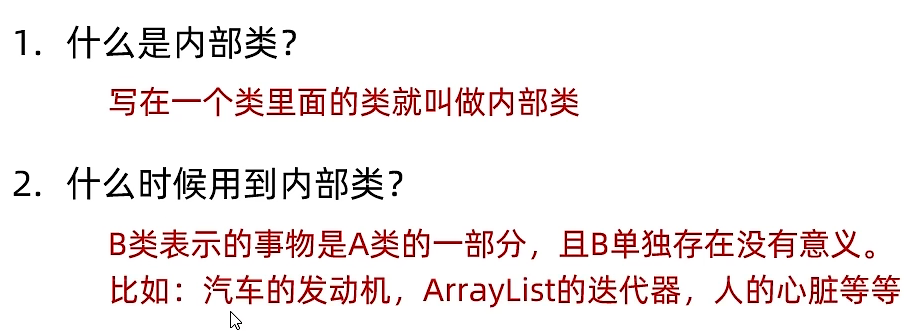 1. 什么是内部类？
写在一个类里面的类就叫做内部类
2. 什么时候用到内部类？
B类表示的事物是A类的一部分，且B单独存在没有意义。
比如：汽车的发动机，ArrayList的迭代器，人的心脏等等